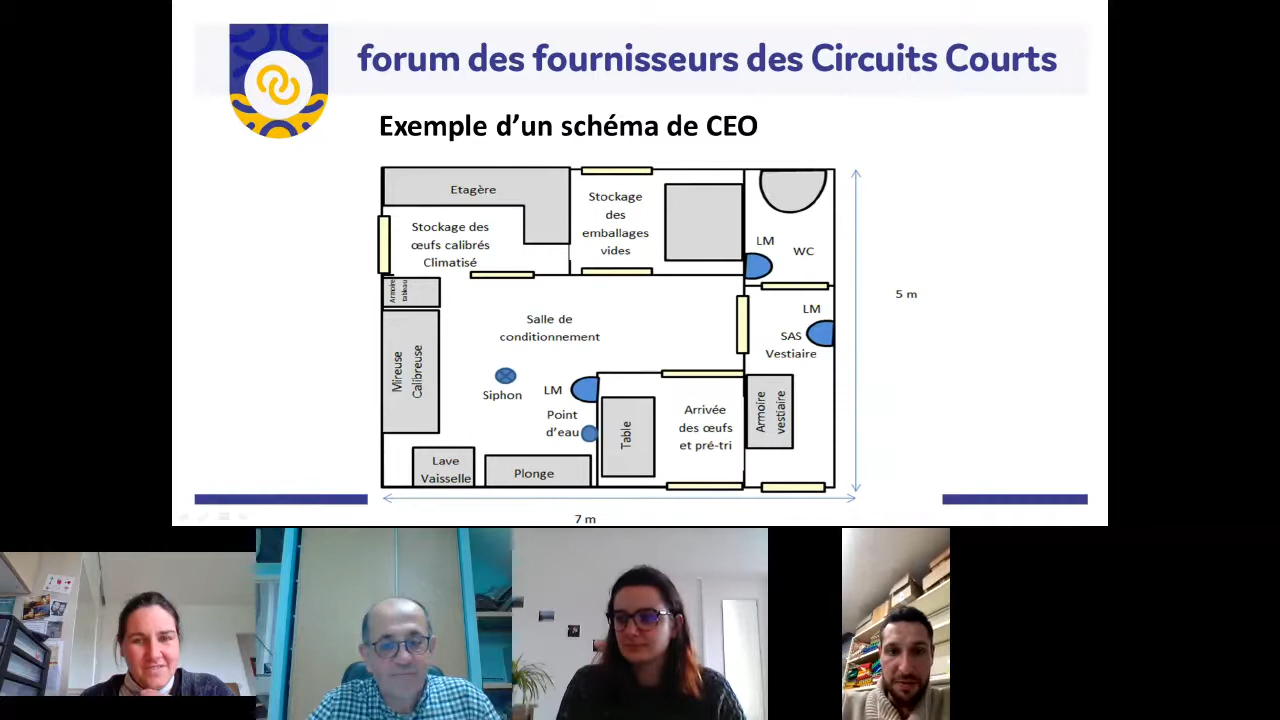 forum des fournisseurs des Circuits Courts
Exemple d’un schéma de CEO
Etagère
Stockage des
œufs calibrés
Climatisé
Stockage
des
emballages
vides
LM
WC
Armoire
tableau
Salle de
conditionnement
LM
SAS
Vestiaire
5 m
Mireuse
Calibreuse
Siphon
LM
Point
d’eau
Table
Arrivée
des œufs
et pré-tri
Armoire
vestiaire
Lave
Vaisselle
Plonge
7 m